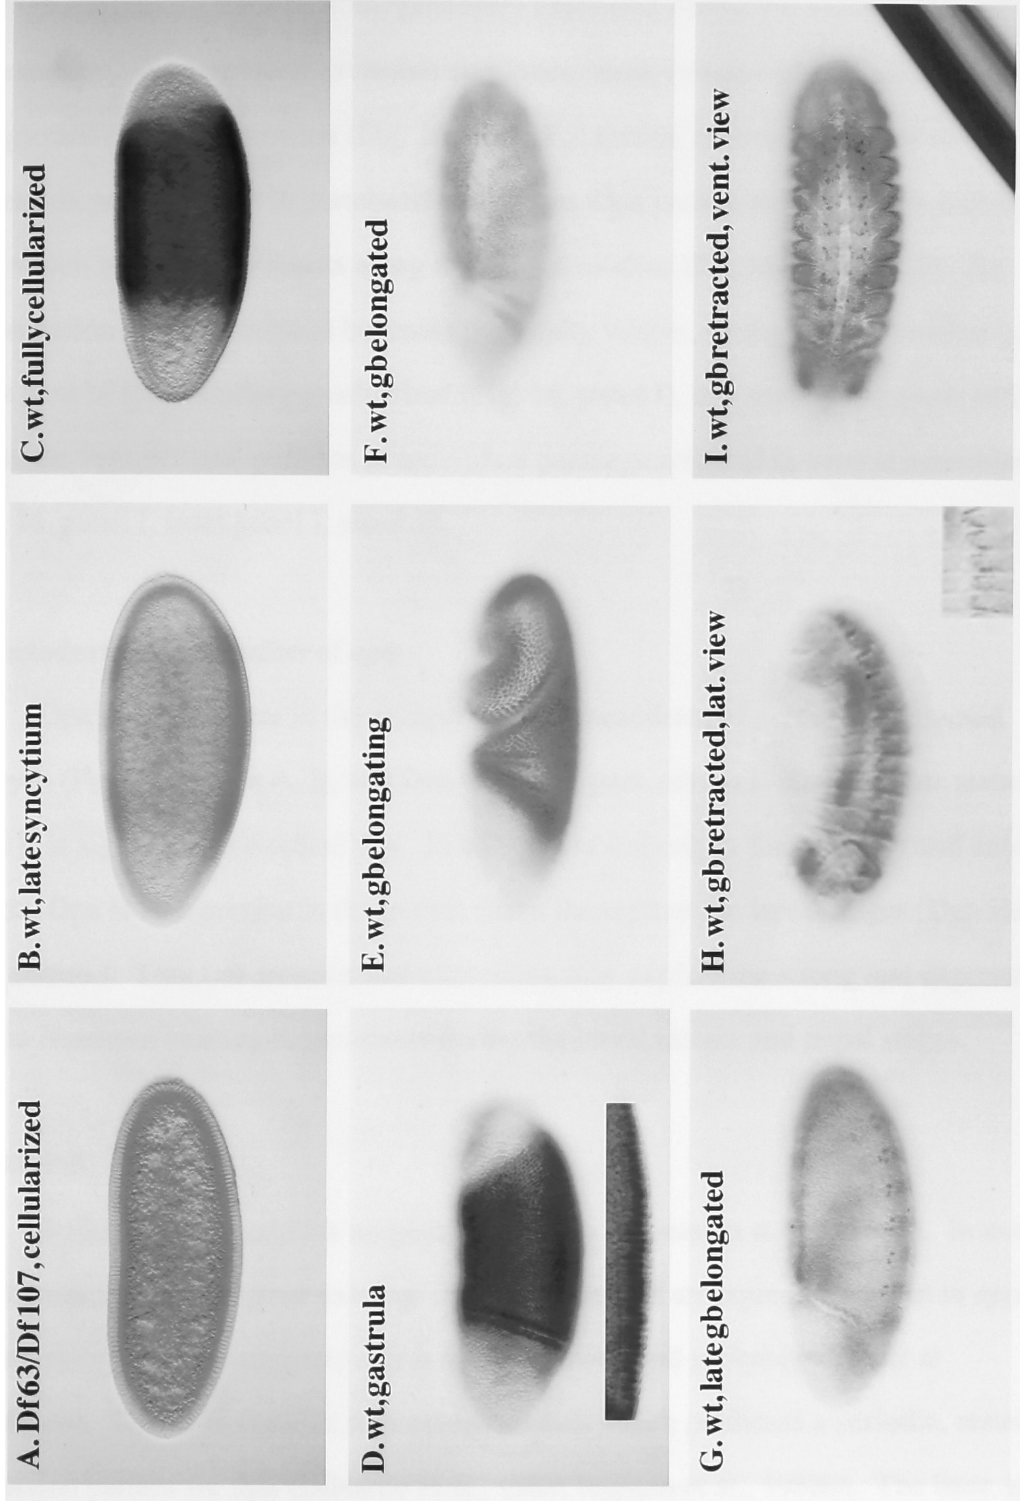 A. Df63/Df107, cellularized
B. wt, late syncytium
C. wt, fully cellularized
D. wt, gastrula
E. wt, gb elongating
F. wt, gb elongated
G. wt, late gb elongated
H. wt, gb retracted, lat. view
I. wt, gb retracted, vent. view